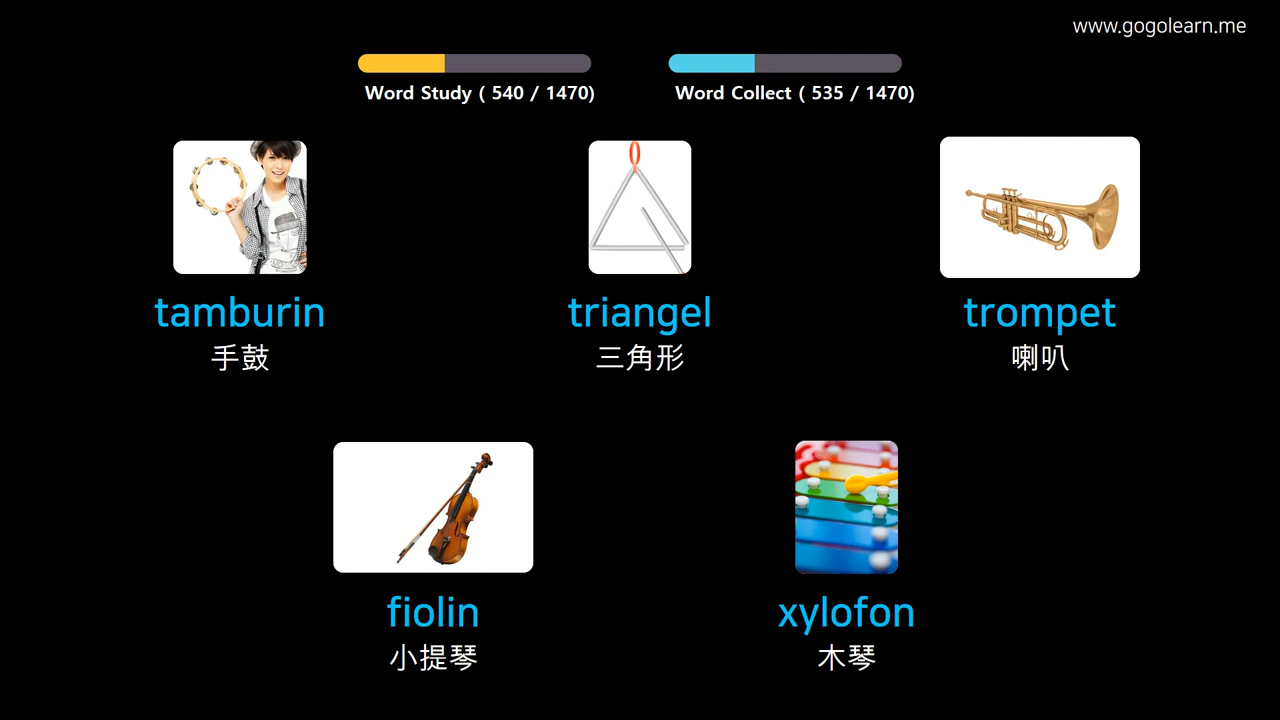 www.gogolearn.me
Word Study ( 540 / 1470)
Word Collect ( 535 / 1470)
tamburin
手鼓
triangel
三角形
trompet
喇叭
fiolin
小提琴
xylofon
木琴